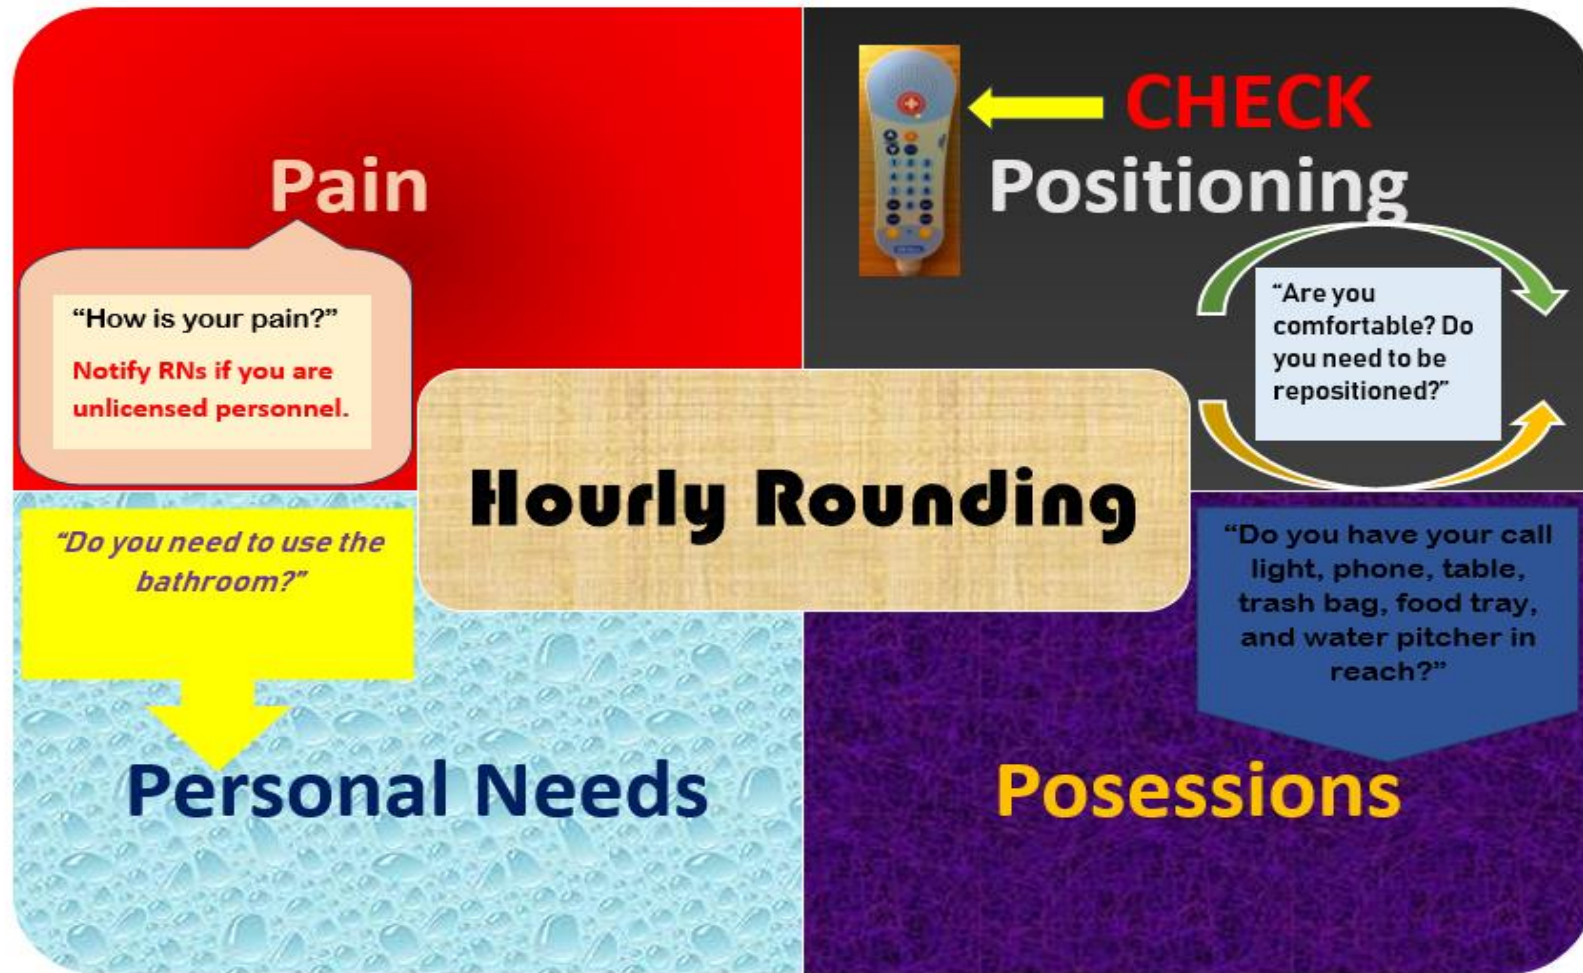 Pain
“How is your pain?”
Notify RNs if you are
unlicensed personnel.
CHECK
Positioning
“Are you
comfortable? Do
you need to be
repositioned?”
Hourly Rounding
“Do you need to use the
bathroom?”
Personal Needs
“Do you have your call
light, phone, table,
trash bag, food tray,
and water pitcher in
reach?”
Posessions